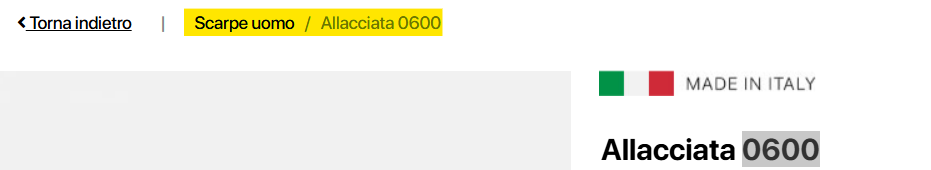 Torna indietro | Scarpe uomo / Allacciata 0600
MADE IN ITALY
Allacciata 0600